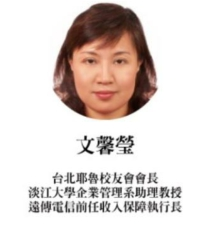 文馨瑩
台北耶魯校友會會長
淡江大學企業管理系助理教授
遠傳電信前任收入保障執行長